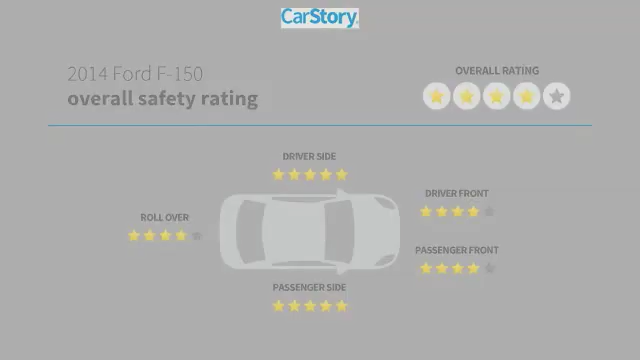 CarStory
2014 Ford F-150
overall safety rating
OVERALL RATING
DRIVER SIDE
DRIVER FRONT
ROLL OVER
PASSENGER FRONT
PASSENGER SIDE